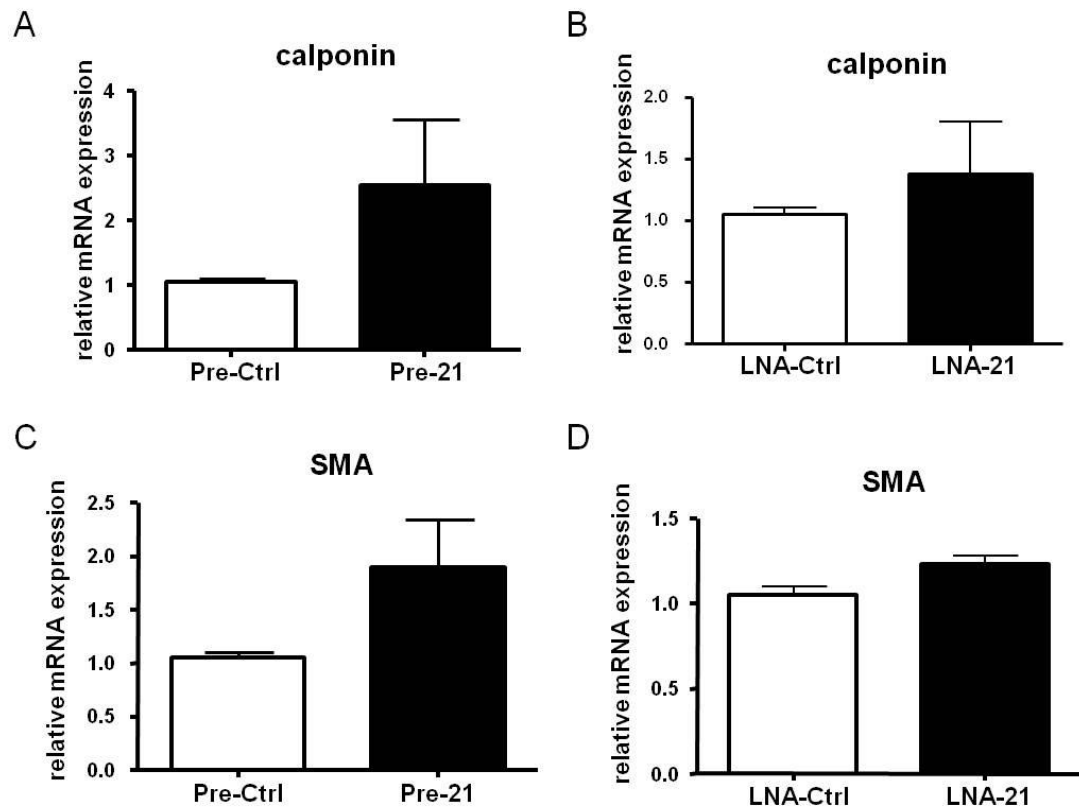 A
calponin
relative mRNA expression
4
3
2
1
0
Pre-Ctrl Pre-21
B
calponin
relative mRNA expression
2.0
1.5
1.0
0.5
0.0
LNA-Ctrl LNA-21
C
SMA
relative mRNA expression
2.5
2.0
1.5
1.0
0.5
0.0
Pre-Ctrl Pre-21
D
SMA
relative mRNA expression
1.5
1.0
0.5
0.0
LNA-Ctrl LNA-21